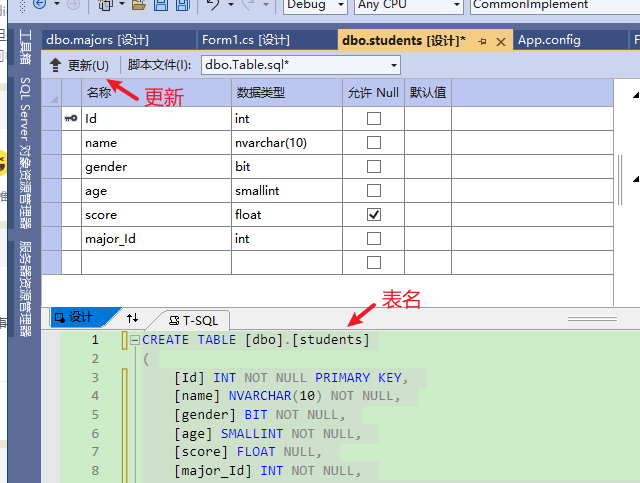 Debug
Any CPU
CommonImplement
dbo.majors [设计]
Form1.cs [设计]
dbo.students [设计]*
App.config
F
更新(U)
脚本文件(I):
dbo.Table.sql*
更新
名称
数据类型
允许 Null
默认值
Id
int
name
nvarchar(10)
gender
bit
age
smallint
score
float
major_Id
int
工具箱
SQL Server 对象资源管理器
服务器资源管理器
表名
设计
T-SQL
1 CREATE TABLE [dbo].[students]
2 (
3 [Id] INT NOT NULL PRIMARY KEY,
4 [name] NVARCHAR(10) NOT NULL,
5 [gender] BIT NOT NULL,
6 [age] SMALLINT NOT NULL,
7 [score] FLOAT NULL,
8 [major_Id] INT NOT NULL,